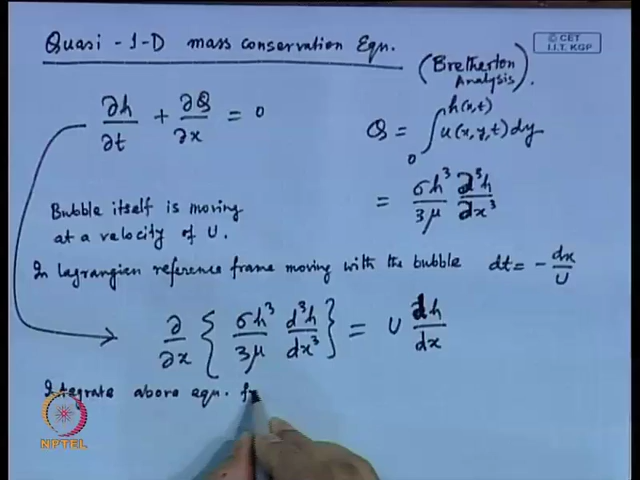 Quasi - 1-D mass conservation Eqn.
© CET
I.I.T. KGP
(Bretherton Analysis).
∂h/∂t + ∂Q/∂x = 0
Q = ∫₀^h(x,t) u(x,y,t) dy
= σh³/3μ ∂³h/∂x³
Bubble itself is moving
at a velocity of U.
In lagrangian reference frame moving with the bubble dt = - dx/U
∂/∂x { σh³/3μ d³h/dx³ } = U dh/dx
Integrate above eqn. fr
NPTEL